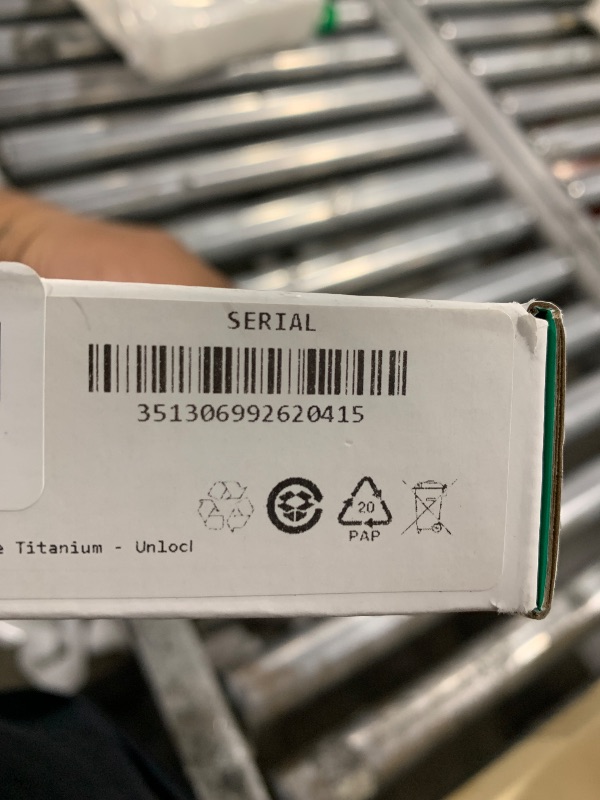 SERIAL
351306992620415
20
PAP
e Titanium - Unlocl